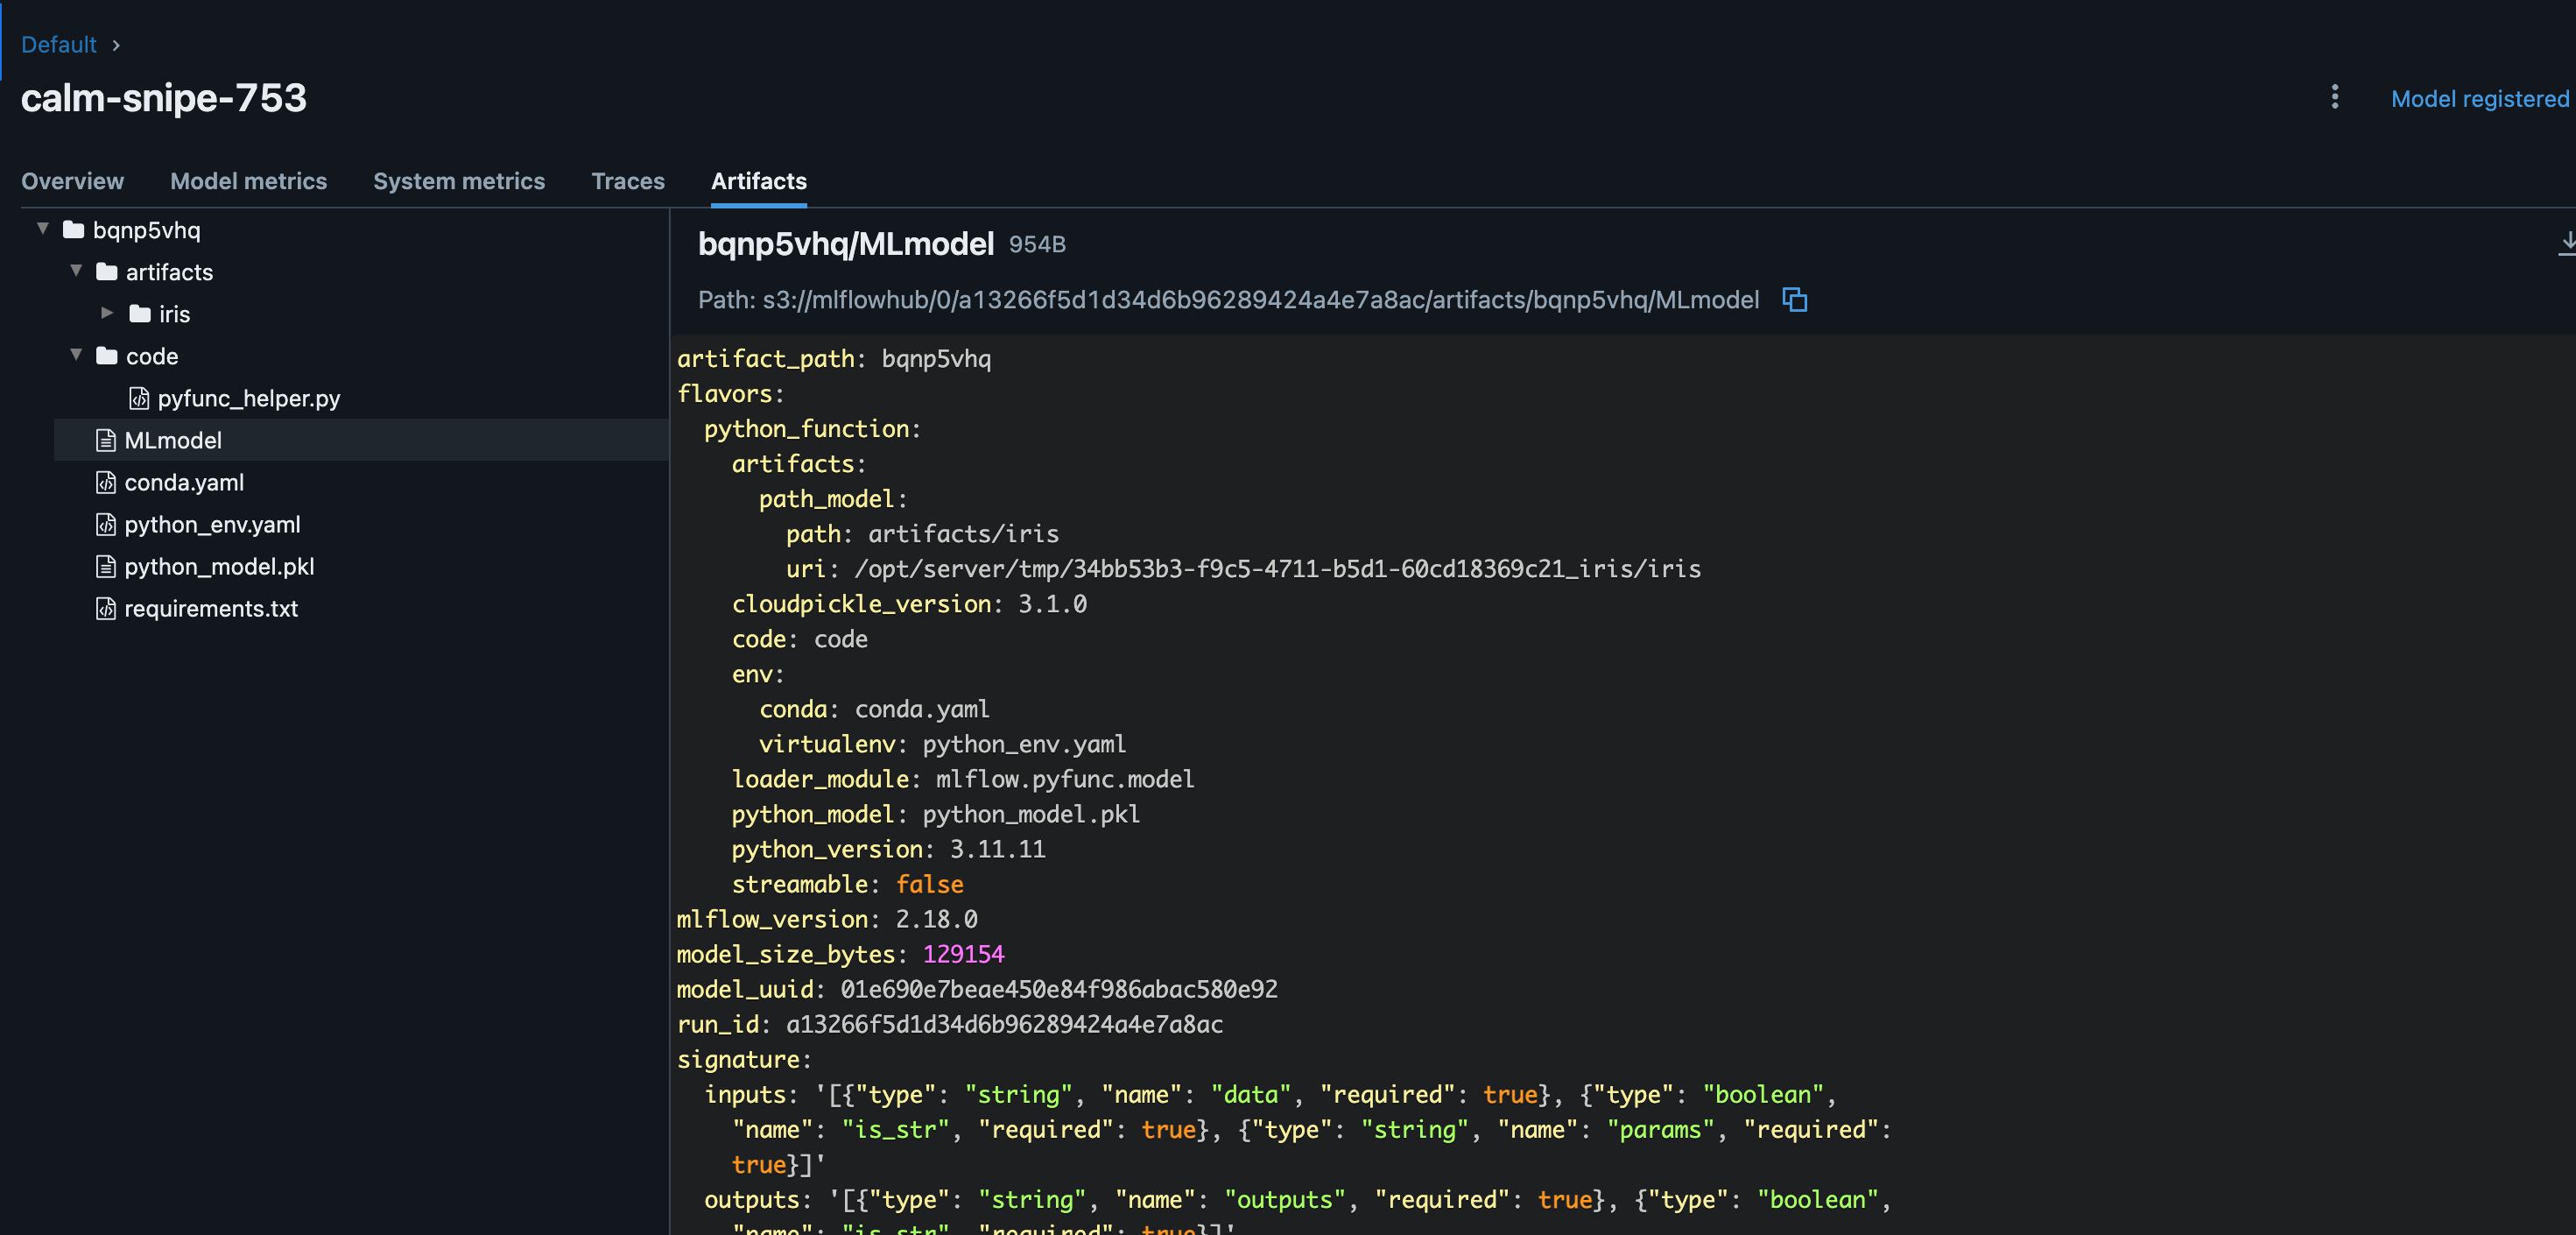 Default ›
calm-snipe-753
Model registered
Overview Model metrics System metrics Traces Artifacts
bqnp5vhq
artifacts
iris
code
pyfunc_helper.py
MLmodel
conda.yaml
python_env.yaml
python_model.pkl
requirements.txt
bqnp5vhq/MLmodel 954B
Path: s3://mlflowhub/0/a13266f5d1d34d6b96289424a4e7a8ac/artifacts/bqnp5vhq/MLmodel
artifact_path: bqnp5vhq
flavors:
  python_function:
    artifacts:
      path_model:
        path: artifacts/iris
        uri: /opt/server/tmp/34bb53b3-f9c5-4711-b5d1-60cd18369c21_iris/iris
    cloudpickle_version: 3.1.0
    code: code
    env:
      conda: conda.yaml
      virtualenv: python_env.yaml
    loader_module: mlflow.pyfunc.model
    python_model: python_model.pkl
    python_version: 3.11.11
    streamable: false
mlflow_version: 2.18.0
model_size_bytes: 129154
model_uuid: 01e690e7beae450e84f986abac580e92
run_id: a13266f5d1d34d6b96289424a4e7a8ac
signature:
  inputs: '[{"type": "string", "name": "data", "required": true}, {"type": "boolean",
    "name": "is_str", "required": true}, {"type": "string", "name": "params", "required":
    true}]'
  outputs: '[{"type": "string", "name": "outputs", "required": true}, {"type": "boolean",
    "name": "is_str", "required": true}]'